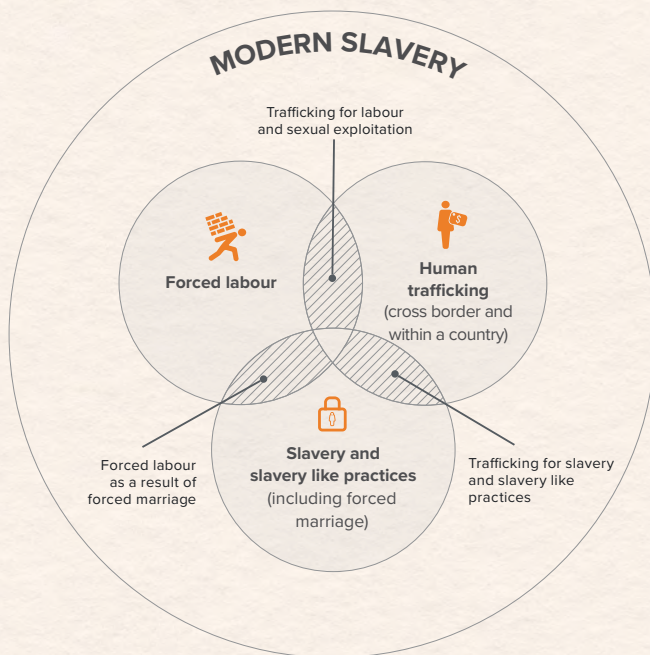 MODERN SLAVERY
Trafficking for labour
and sexual exploitation
Forced labour
$
Human
trafficking
(cross border and
within a country)
Slavery and
slavery like practices
(including forced
marriage)
Forced labour
as a result of
forced marriage
Trafficking for slavery
and slavery like
practices